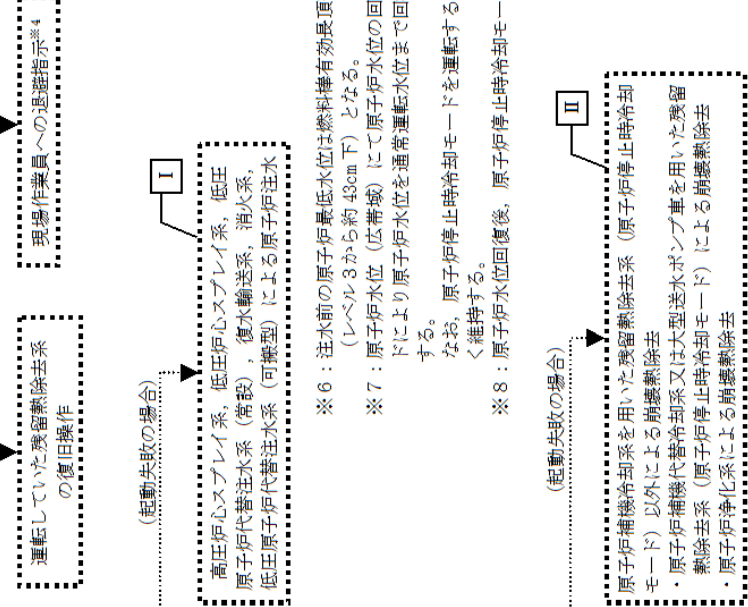 現場作業員への退避指示※4
運転していた残留熱除去系
の復旧操作
（起動失敗の場合）
I
高圧炉心スプレイ系，低圧炉心スプレイ系，低圧
原子炉代替注水系（常設），復水輸送系，消火系，
低圧原子炉代替注水系（可搬型）による原子炉注水
※6：注水前の原子炉最低水位は燃料棒有効長頂
（レベル3から約43cm下）となる。
※7：原子炉水位（広帯域）にて原子炉水位の回
ドにより原子炉水位を通常運転水位まで回
する。
なお，原子炉停止時冷却モードを運転する
く維持する。
※8：原子炉水位回復後，原子炉停止時冷却モー
（起動失敗の場合）
II
原子炉補機冷却系を用いた残留熱除去系（原子炉停止時冷却
モード）以外による崩壊熱除去
・原子炉補機代替冷却系又は大型送水ポンプ車を用いた残留
熱除去系（原子炉停止時冷却モード）による崩壊熱除去
・原子炉浄化系による崩壊熱除去